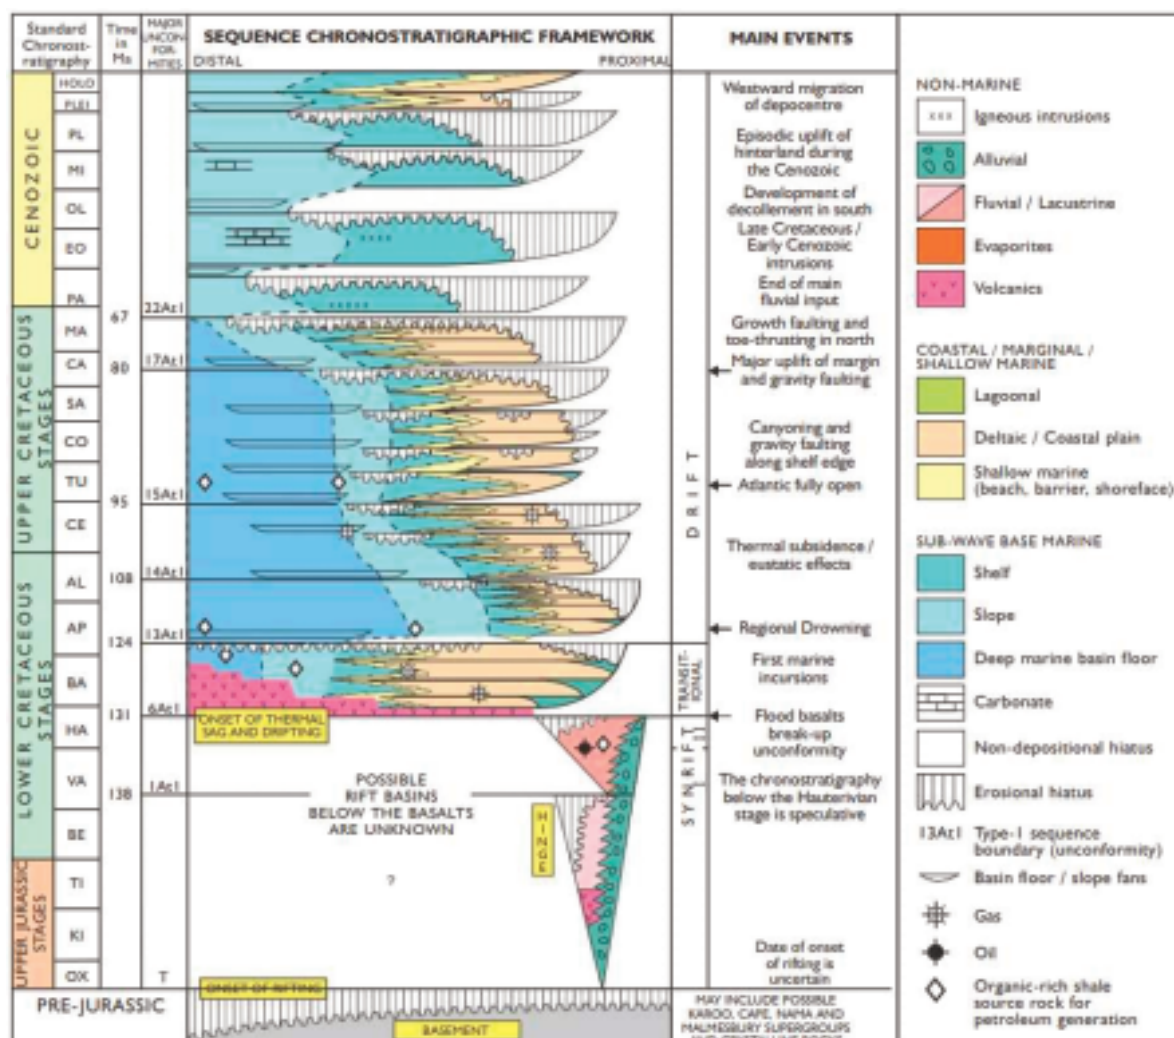 Standard
Chronost-
ratigraphy
Time
in
Ma
MAJOR
UNCON-
FOR-
MITIES
SEQUENCE CHRONOSTRATIGRAPHIC FRAMEWORK
DISTAL
PROXIMAL
MAIN EVENTS
CENOZOIC
HOLO
PLEI
PL
MI
OL
EO
PA
UPPER CRETACEOUS
STAGES
MA
CA
SA
CO
TU
CE
LOWER CRETACEOUS
STAGES
AL
AP
BA
HA
VA
BE
UPPER JURASSIC
STAGES
TI
KI
OX
PRE-JURASSIC
67
80
95
108
124
131
138
22At1
17At1
15At1
14At1
13At1
6At1
1At1
T
ONSET OF THERMAL
SAG AND DRIFTING
POSSIBLE
RIFT BASINS
BELOW THE BASALTS
ARE UNKNOWN
?
HINGE
ONSET OF RIFTING
BASEMENT
DRIFT
TRANSIT-
IONAL
SYNRIFT
Westward migration
of depocentre
Episodic uplift of
hinterland during
the Cenozoic
Development of
decollement in south
Late Cretaceous /
Early Cenozoic
intrusions
End of main
fluvial input
Growth faulting and
toe-thrusting in north
Major uplift of margin
and gravity faulting
Canyoning and
gravity faulting
along shelf edge
Atlantic fully open
Thermal subsidence /
eustatic effects
Regional Drowning
First marine
incursions
Flood basalts
break-up
unconformity
The chronostratigraphy
below the Hauterivian
stage is speculative
Date of onset
of rifting is
uncertain
MAY INCLUDE POSSIBLE
KAROO, CAPE, NAMA AND
MALMESBURY SUPERGROUPS
NON-MARINE
Igneous intrusions
Alluvial
Fluvial / Lacustrine
Evaporites
Volcanics
COASTAL / MARGINAL /
SHALLOW MARINE
Lagoonal
Deltaic / Coastal plain
Shallow marine
(beach, barrier, shoreface)
SUB-WAVE BASE MARINE
Shelf
Slope
Deep marine basin floor
Carbonate
Non-depositional hiatus
Erosional hiatus
13At1 Type-1 sequence
boundary (unconformity)
Basin floor / slope fans
Gas
Oil
Organic-rich shale
source rock for
petroleum generation